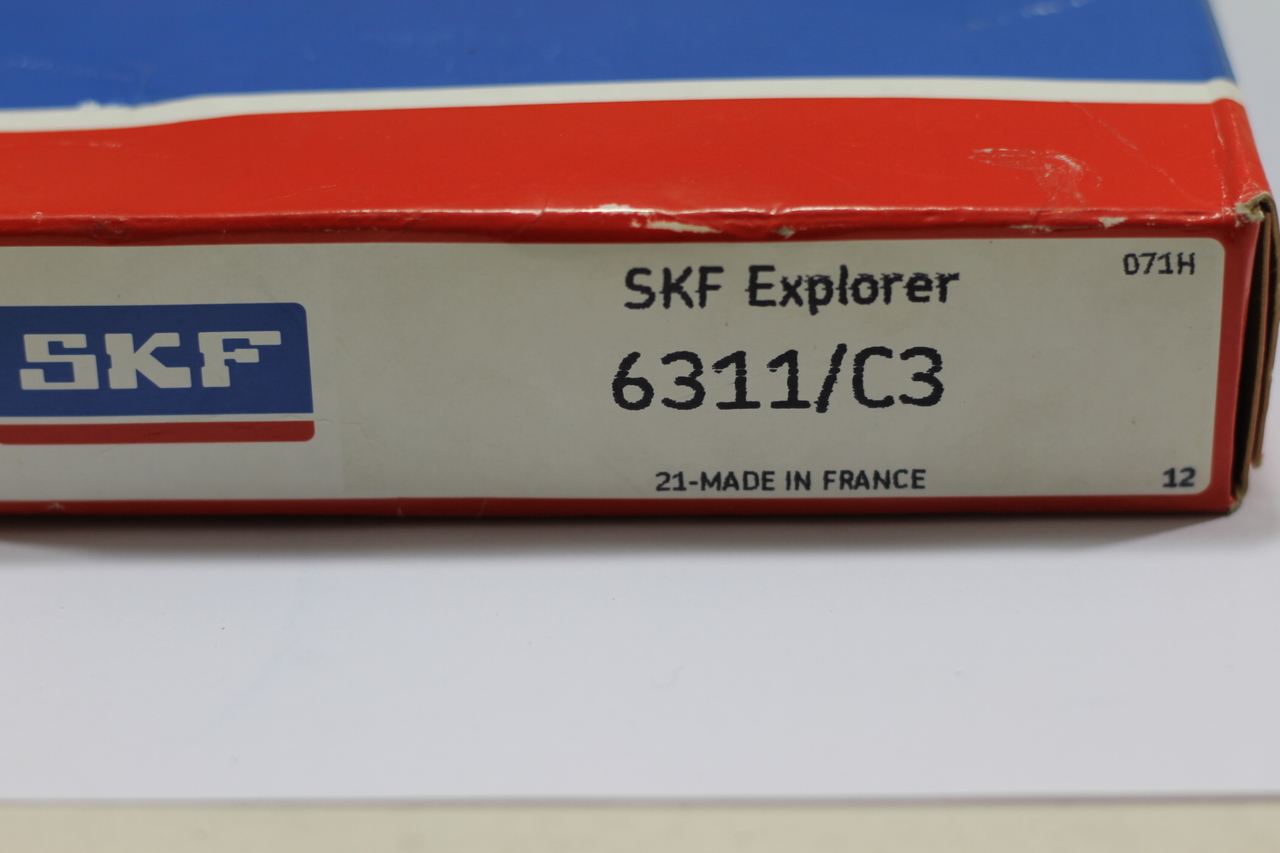 071H
SKF Explorer
SKF
6311/C3
21-MADE IN FRANCE
12